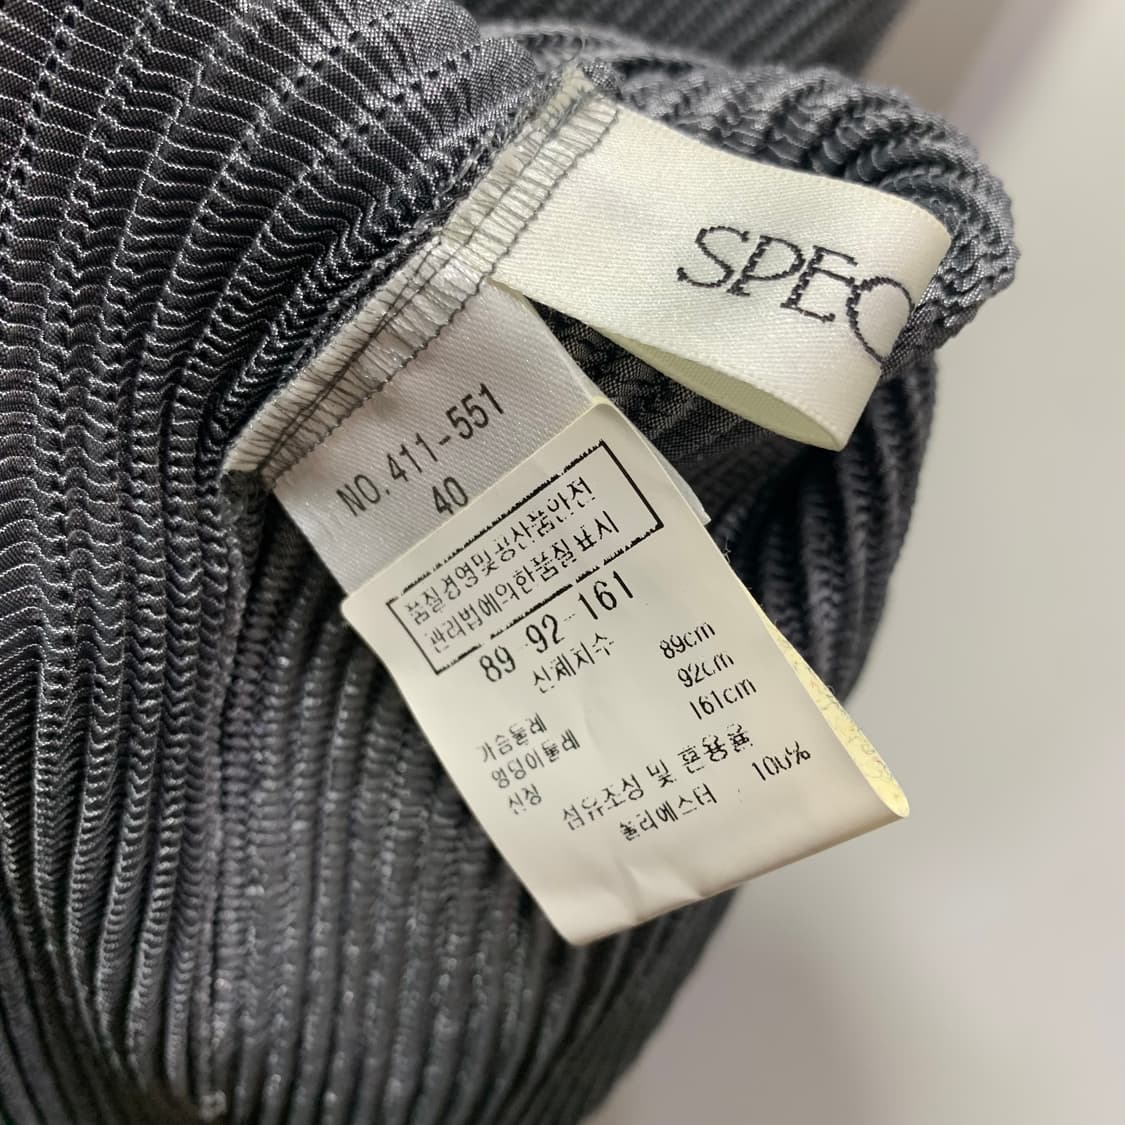 SPEC
NO. 411-551
40
품질경영및공산품안전
관리법에의한품질표시
89-92-161
신체치수
가슴둘레 89cm
엉덩이둘레 92cm
신장 161cm
섬유조성 및 혼용율
폴리에스터 100%